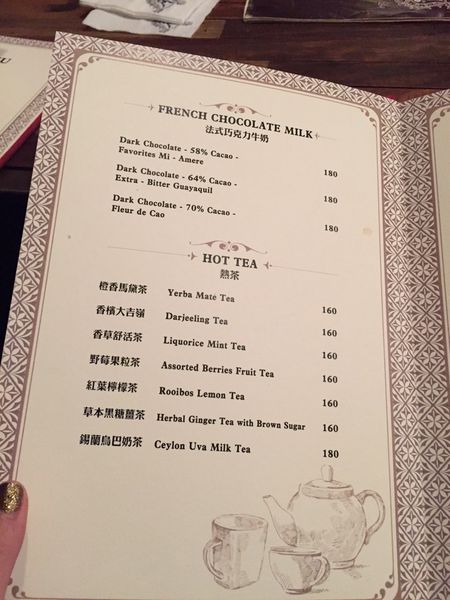 U
FRENCH CHOCOLATE MILK
法式巧克力牛奶
Dark Chocolate - 58% Cacao -
Favorites Mi - Amere 180
Dark Chocolate - 64% Cacao -
Extra - Bitter Guayaquil 180
Dark Chocolate - 70% Cacao -
Fleur de Cao 180
HOT TEA
熱茶
橙香馬黛茶 Yerba Mate Tea 160
香檳大吉嶺 Darjeeling Tea 160
香草舒活茶 Liquorice Mint Tea 160
野莓果粒茶 Assorted Berries Fruit Tea 160
紅葉檸檬茶 Rooibos Lemon Tea 160
草本黑糖薑茶 Herbal Ginger Tea with Brown Sugar 160
錫蘭烏巴奶茶 Ceylon Uva Milk Tea 180